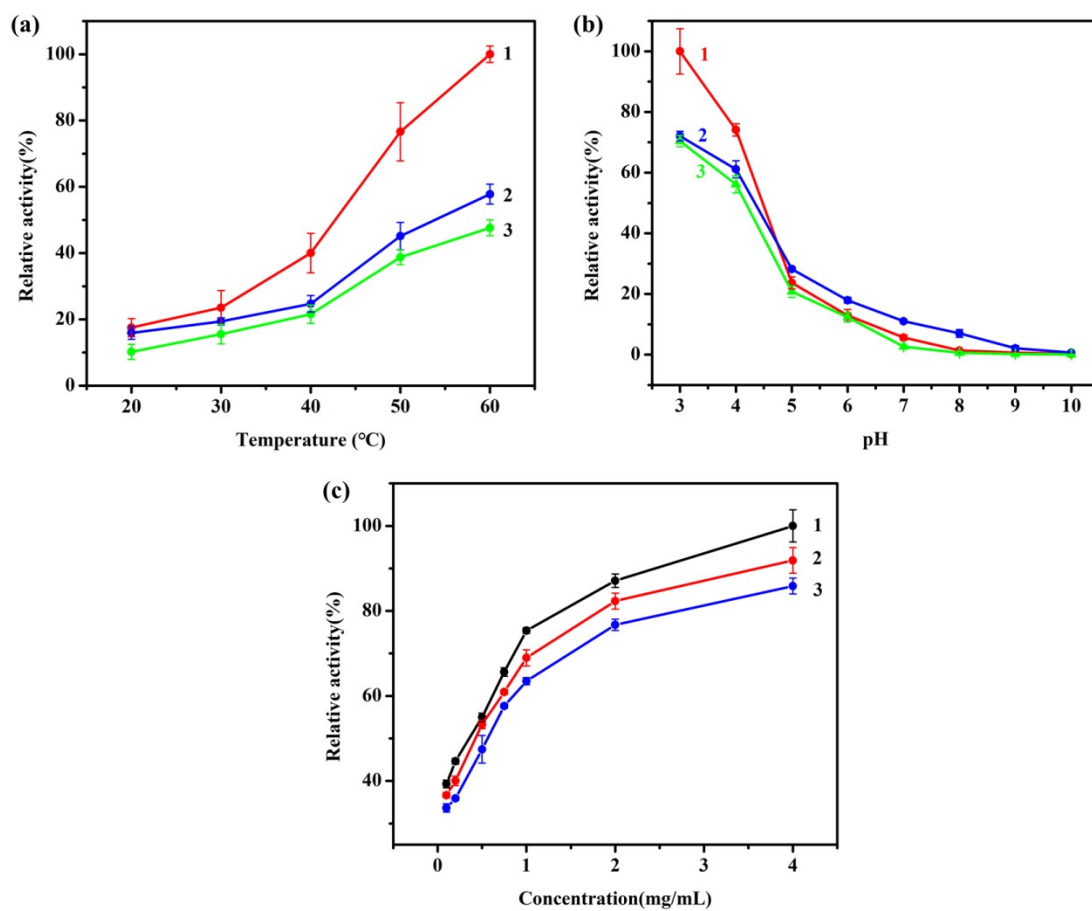 (a)
100
80
60
40
20
0
Relative activity(%)
1
2
3
20 30 40 50 60
Temperature (°C)
(b)
100
80
60
40
20
0
Relative activity(%)
1
2
3
3 4 5 6 7 8 9 10
pH
(c)
100
80
60
40
Relative activity(%)
1
2
3
0 1 2 3 4
Concentration(mg/mL)